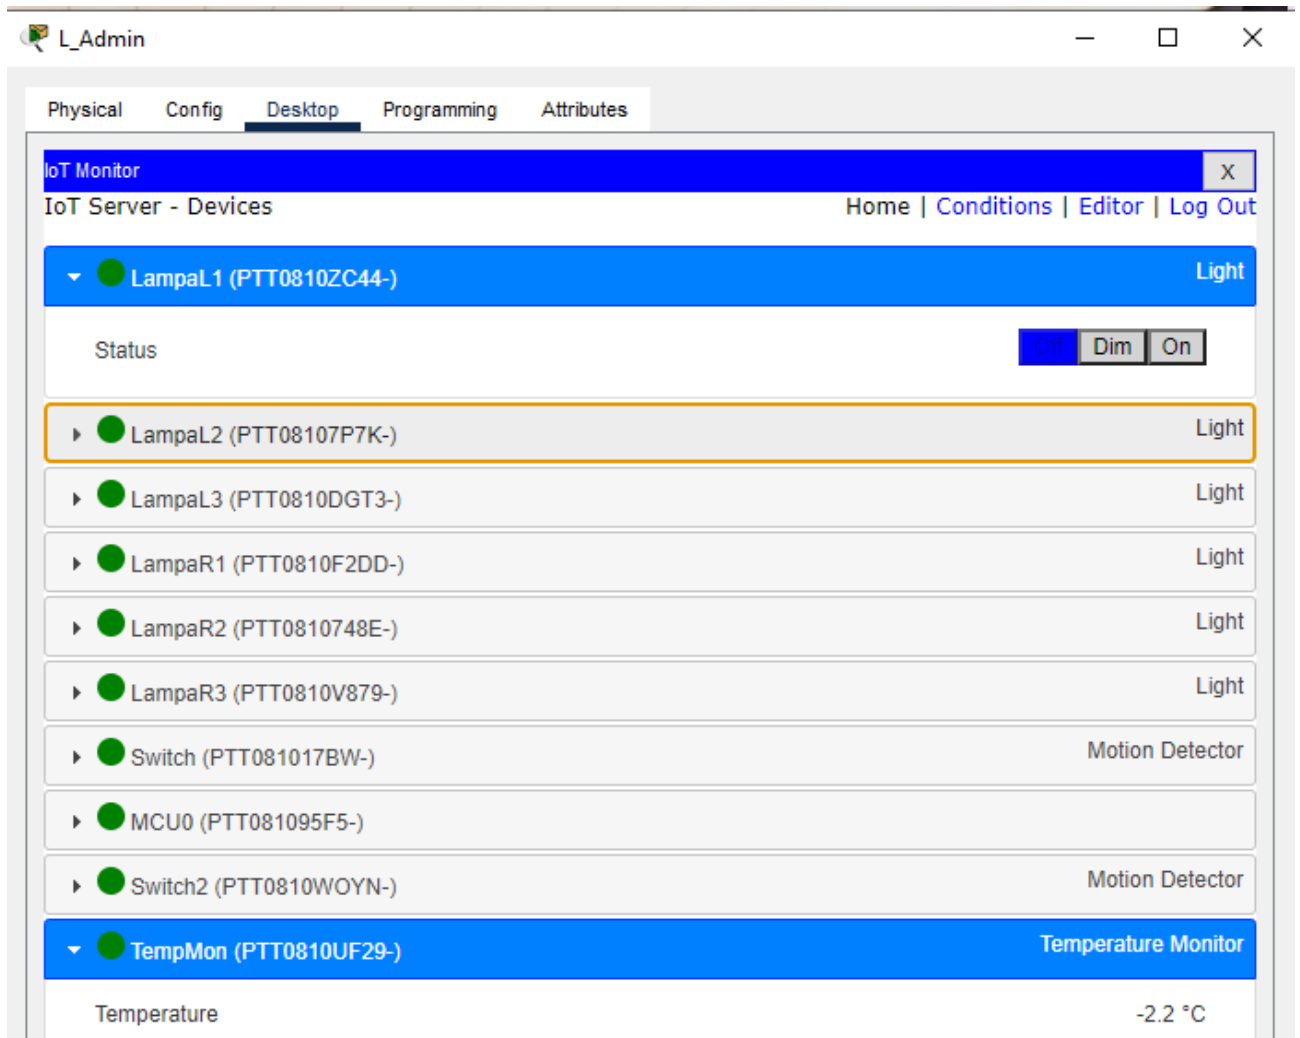 L_Admin
Physical Config Desktop Programming Attributes
IoT Monitor X
IoT Server - Devices Home | Conditions | Editor | Log Out
LampaL1 (PTT0810ZC44-) Light
Status Off Dim On
LampaL2 (PTT08107P7K-) Light
LampaL3 (PTT0810DGT3-) Light
LampaR1 (PTT0810F2DD-) Light
LampaR2 (PTT0810748E-) Light
LampaR3 (PTT0810V879-) Light
Switch (PTT081017BW-) Motion Detector
MCU0 (PTT081095F5-)
Switch2 (PTT0810WOYN-) Motion Detector
TempMon (PTT0810UF29-) Temperature Monitor
Temperature -2.2 °C